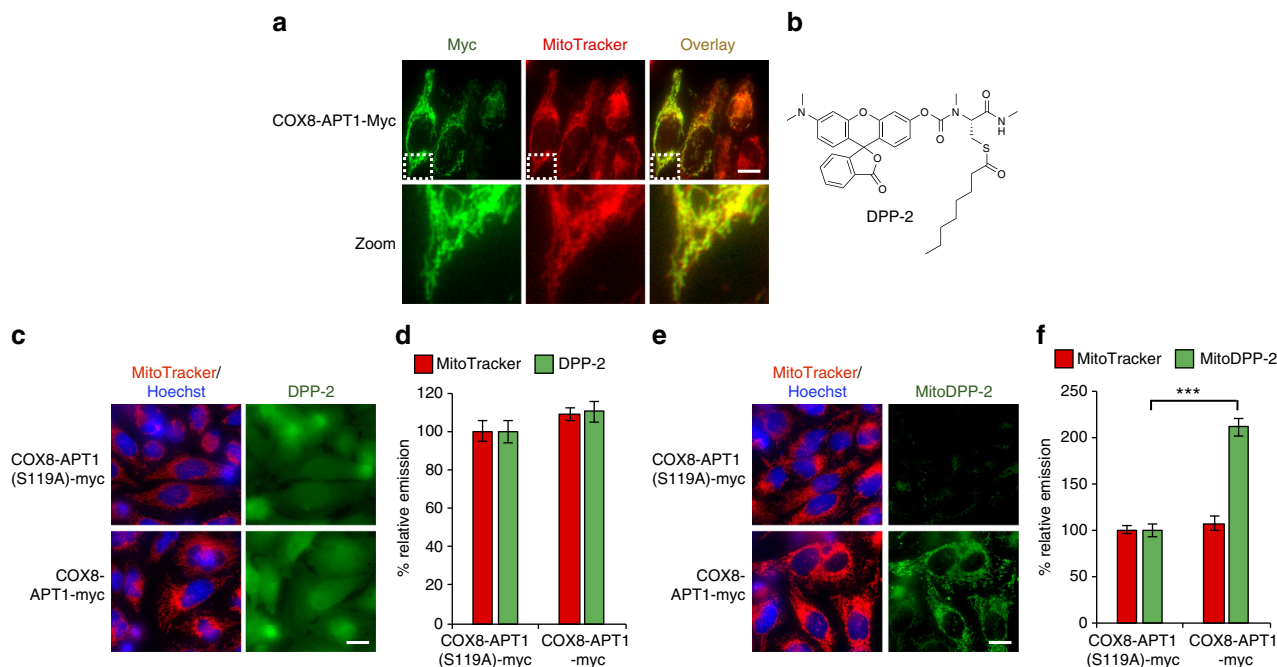 a
Myc
MitoTracker
Overlay
COX8-APT1-Myc
Zoom
b
N
O
O
O
N
O
N
H
S
O
O
O
DPP-2
c
MitoTracker/
Hoechst
DPP-2
COX8-APT1
(S119A)-myc
COX8-
APT1-myc
d
MitoTracker
DPP-2
% relative emission
120
100
80
60
40
20
0
COX8-APT1
(S119A)-myc
COX8-APT1
-myc
e
MitoTracker/
Hoechst
MitoDPP-2
COX8-APT1
(S119A)-myc
COX8-
APT1-myc
f
MitoTracker
MitoDPP-2
% relative emission
250
200
150
100
50
0
***
COX8-APT1
(S119A)-myc
COX8-APT1
-myc